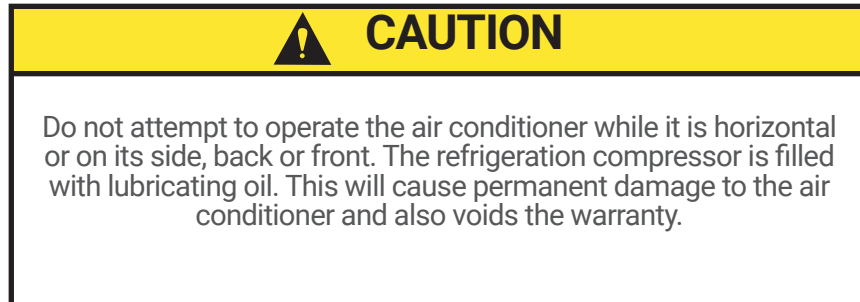 CAUTION
Do not attempt to operate the air conditioner while it is horizontal
or on its side, back or front. The refrigeration compressor is filled
with lubricating oil. This will cause permanent damage to the air
conditioner and also voids the warranty.